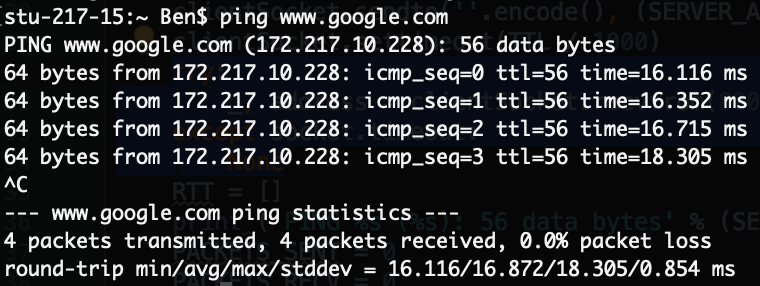 stu-217-15:~ Ben$ ping www.google.com
PING www.google.com (172.217.10.228): 56 data bytes
64 bytes from 172.217.10.228: icmp_seq=0 ttl=56 time=16.116 ms
64 bytes from 172.217.10.228: icmp_seq=1 ttl=56 time=16.352 ms
64 bytes from 172.217.10.228: icmp_seq=2 ttl=56 time=16.715 ms
64 bytes from 172.217.10.228: icmp_seq=3 ttl=56 time=18.305 ms
^C
--- www.google.com ping statistics ---
4 packets transmitted, 4 packets received, 0.0% packet loss
round-trip min/avg/max/stddev = 16.116/16.872/18.305/0.854 ms